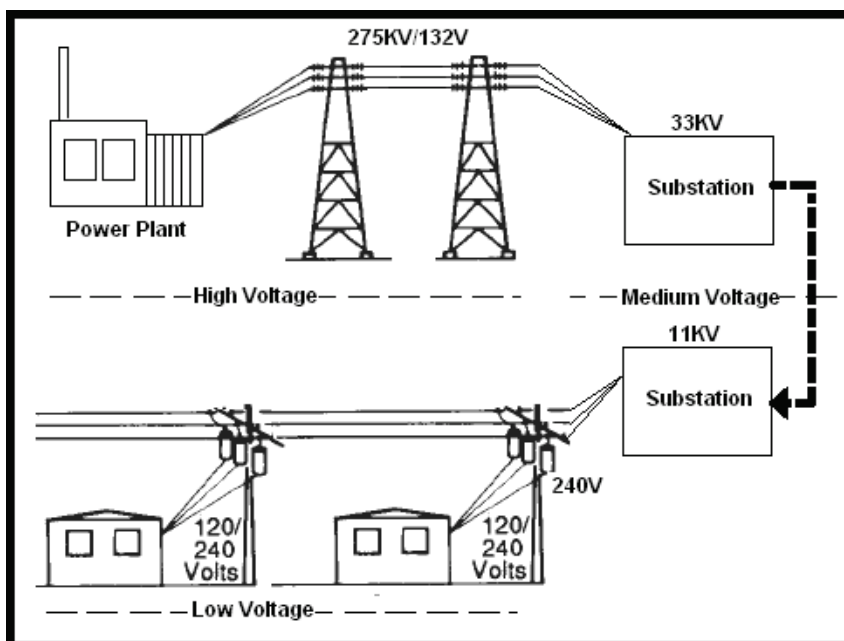 275KV/132V
33KV
Substation
Power Plant
High Voltage
Medium Voltage
11KV
Substation
240V
120/
240
Volts
120/
240
Volts
Low Voltage